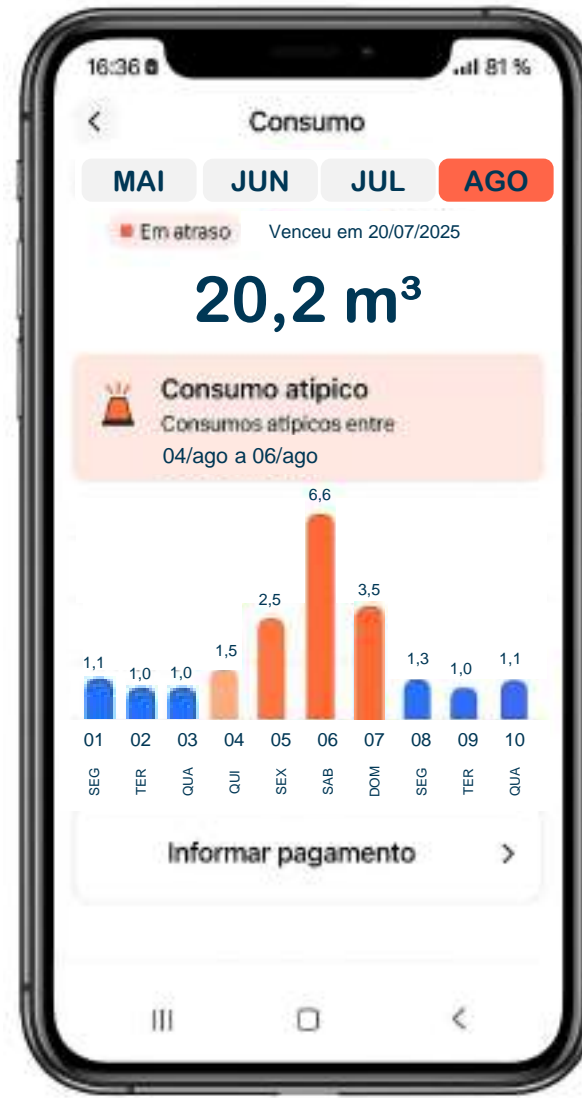 16:36 81 %
Consumo
MAI JUN JUL AGO
Em atraso Venceu em 20/07/2025
20,2 m³
Consumo atípico
Consumos atípicos entre
04/ago a 06/ago
6,6
3,5
2,5
1,5
1,1 1,0 1,0 1,3 1,0 1,1
01 02 03 04 05 06 07 08 09 10
SEG TER QUA QUI SEX SAB DOM SEG TER QUA
Informar pagamento